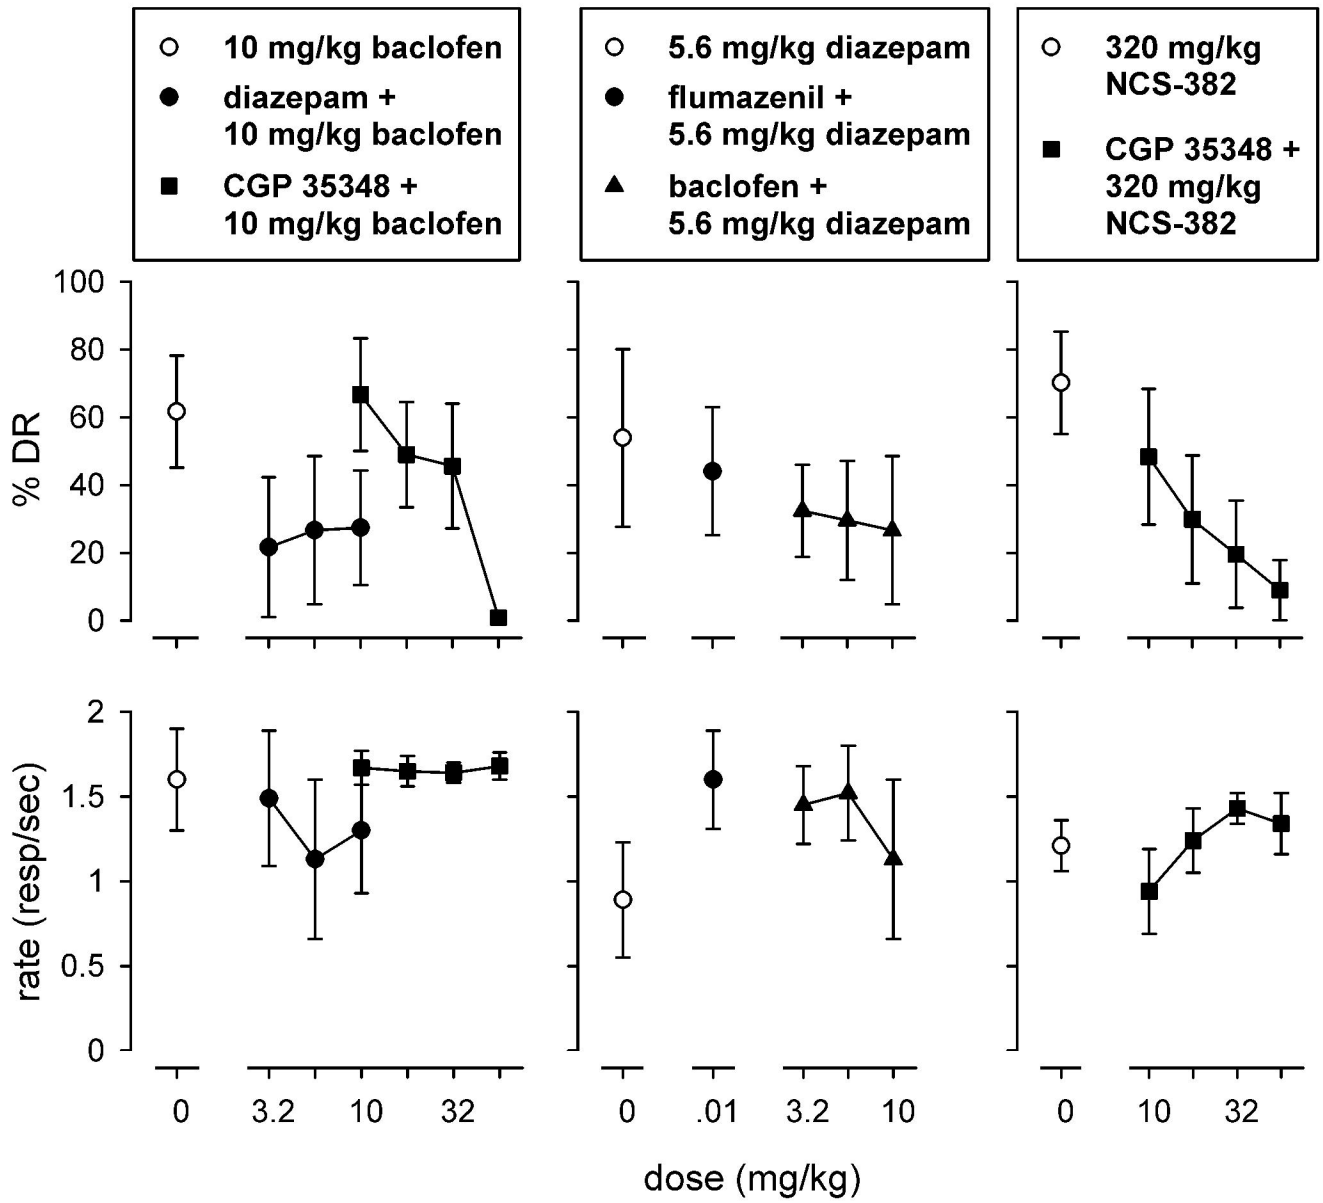 10 mg/kg baclofen
diazepam +
10 mg/kg baclofen
CGP 35348 +
10 mg/kg baclofen
5.6 mg/kg diazepam
flumazenil +
5.6 mg/kg diazepam
baclofen +
5.6 mg/kg diazepam
320 mg/kg
NCS-382
CGP 35348 +
320 mg/kg
NCS-382
% DR
100
80
60
40
20
0
rate (resp/sec)
2
1.5
1
0.5
0
0 3.2 10 32
0 .01 3.2 10
0 10 32
dose (mg/kg)